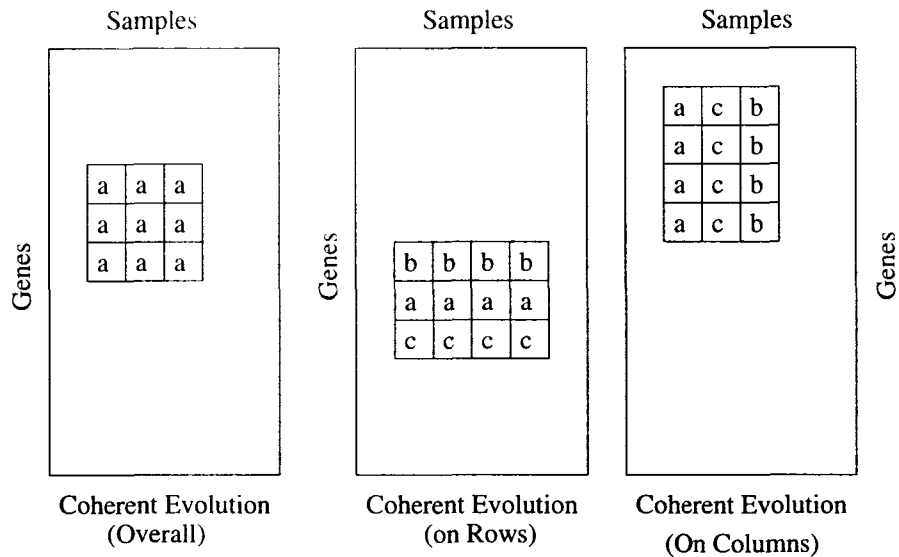 Samples
Genes
a a a
a a a
a a a
Coherent Evolution
(Overall)
Samples
Genes
b b b b
a a a a
c c c c
Coherent Evolution
(on Rows)
Samples
a c b
a c b
a c b
a c b
Genes
Coherent Evolution
(On Columns)